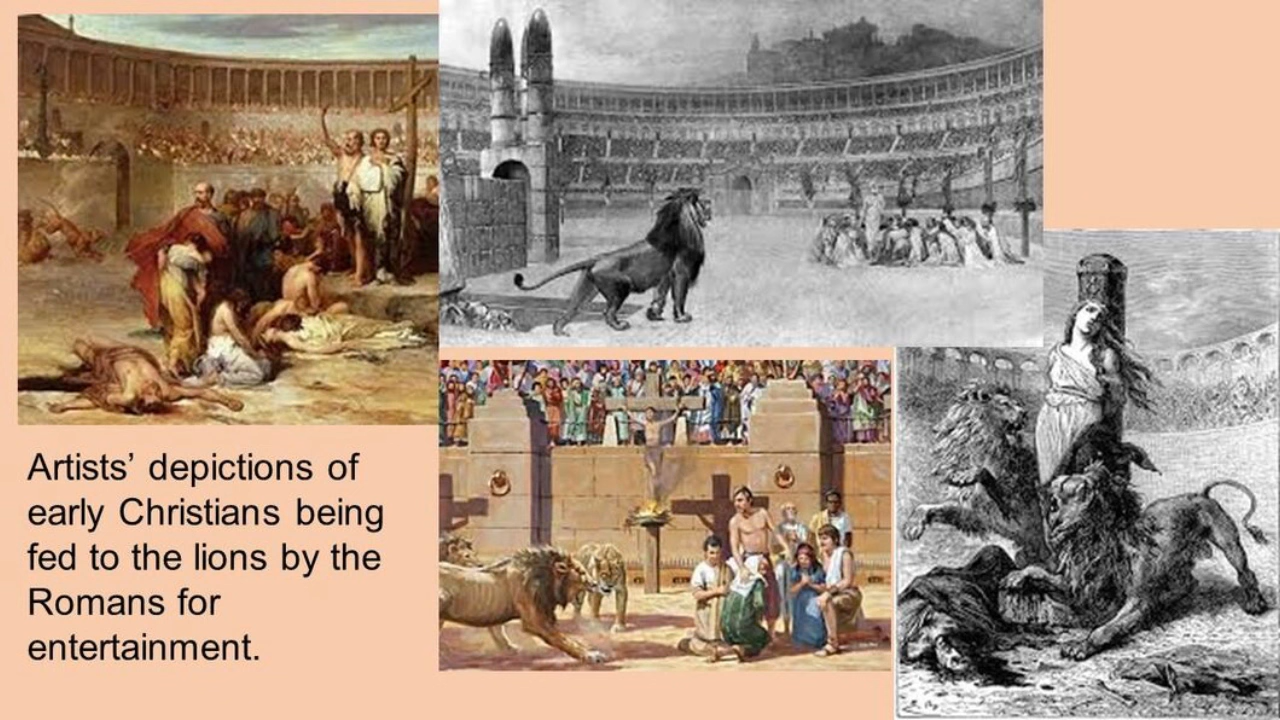 Artists’ depictions of
early Christians being
fed to the lions by the
Romans for
entertainment.